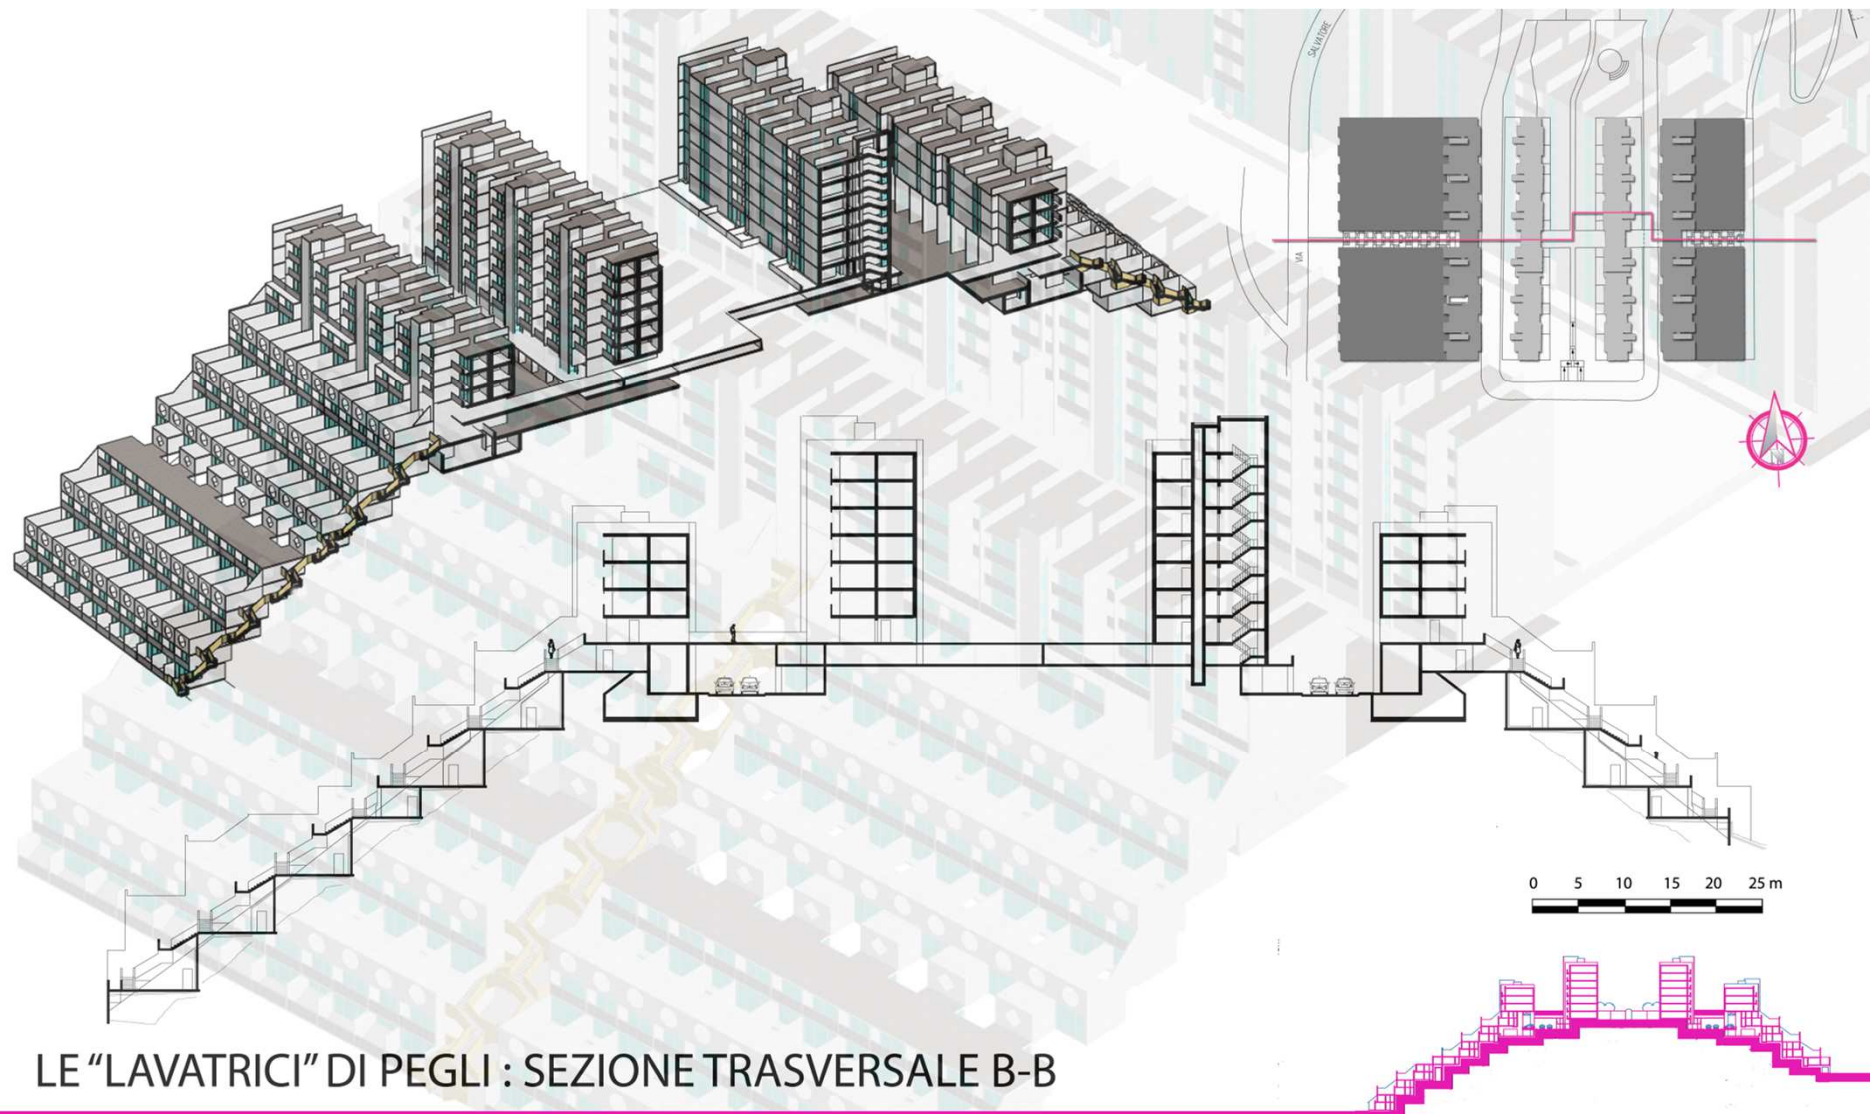 SALVATORE
VIA
0 5 10 15 20 25 m
LE “LAVATRICI” DI PEGLI : SEZIONE TRASVERSALE B-B